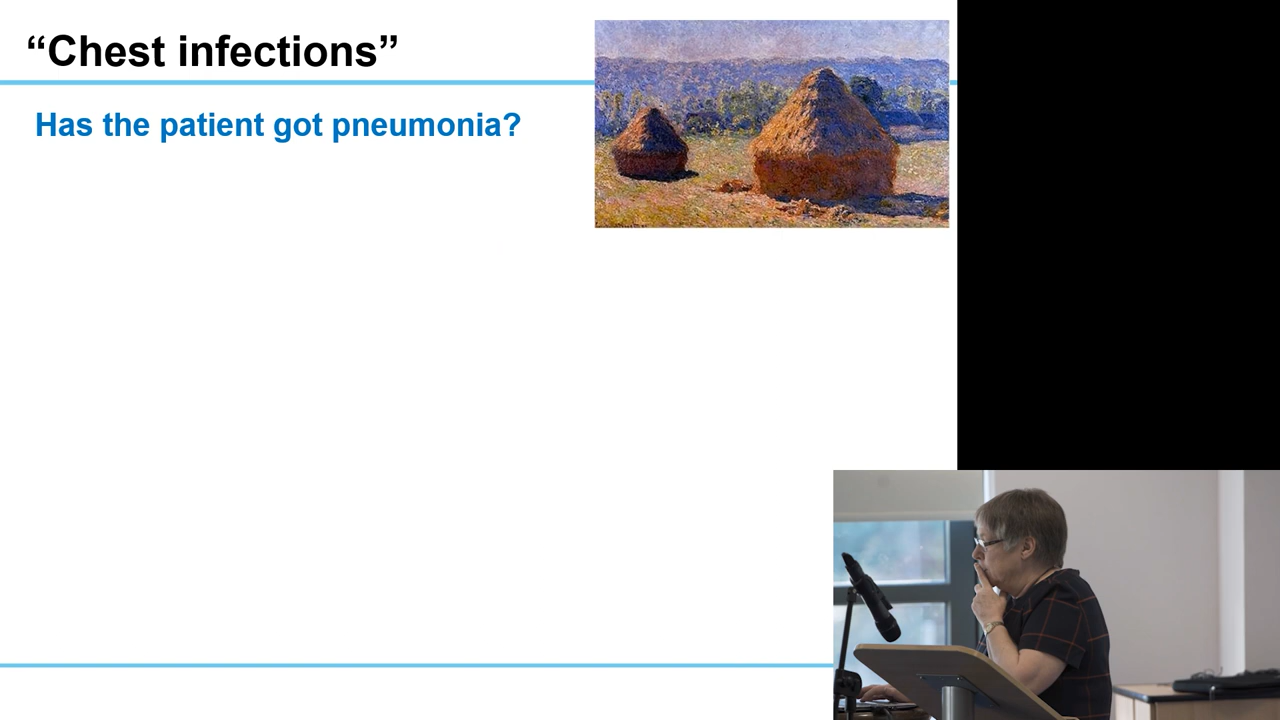 “Chest infections”
Has the patient got pneumonia?